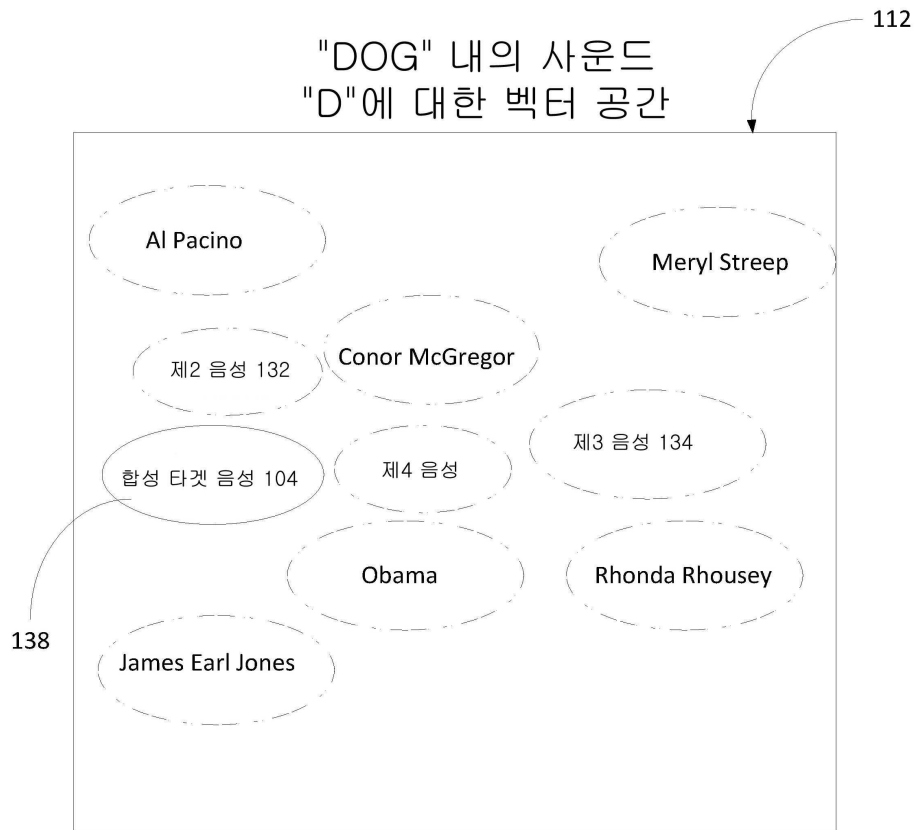 112
"DOG" 내의 사운드
"D"에 대한 벡터 공간
Al Pacino
Meryl Streep
Conor McGregor
제2 음성 132
제3 음성 134
제4 음성
합성 타겟 음성 104
Obama
Rhonda Rhousey
138
James Earl Jones